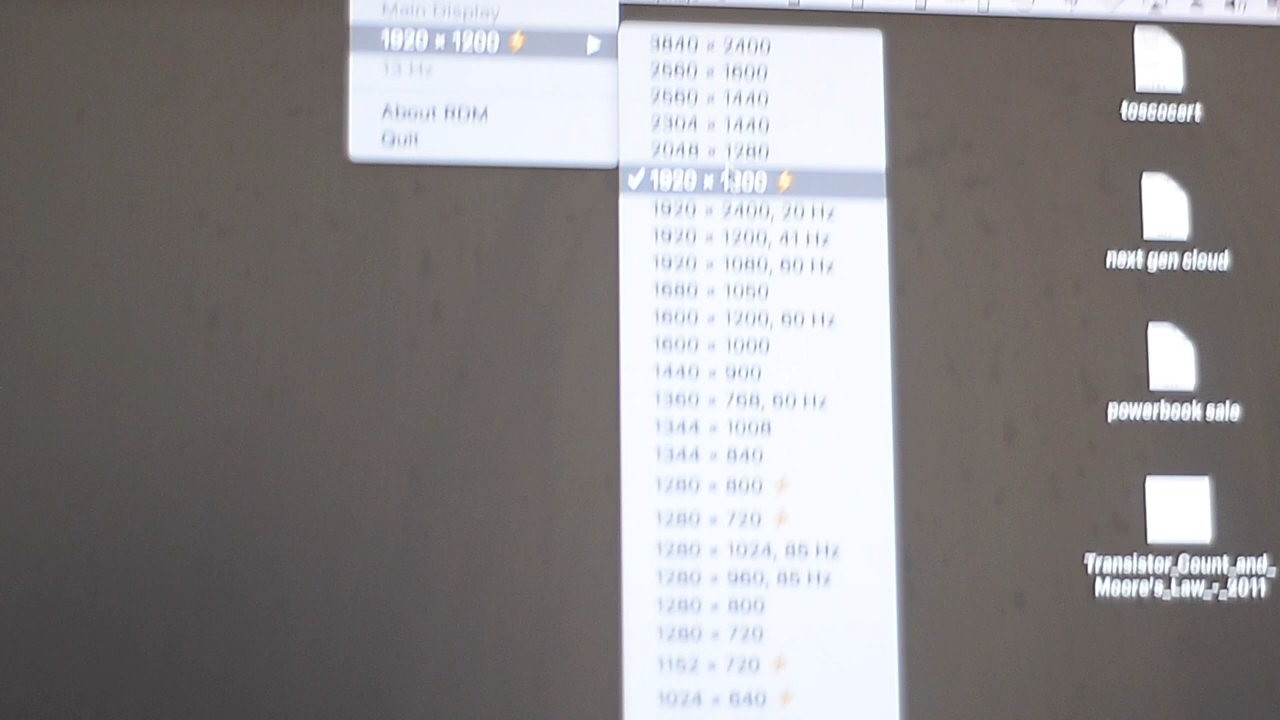 Main Display
1920 × 1200 ⚡
13 Hz
About RDM
Quit
3840 × 2400
2560 × 1600
2560 × 1440
2304 × 1440
2048 × 1280
✓ 1920 × 1200 ⚡
1920 × 2400, 20 Hz
1920 × 1200, 41 Hz
1920 × 1080, 60 Hz
1680 × 1050
1600 × 1200, 60 Hz
1600 × 1000
1440 × 900
1360 × 768, 60 Hz
1344 × 1008
1344 × 840
1280 × 800 ⚡
1280 × 720 ⚡
1280 × 1024, 85 Hz
1280 × 960, 85 Hz
1280 × 800
1280 × 720
1152 × 720 ⚡
1024 × 640 ⚡
next gen cloud
powerbook sale
Transistor_Count_and_
Moore's_Law_-_2011